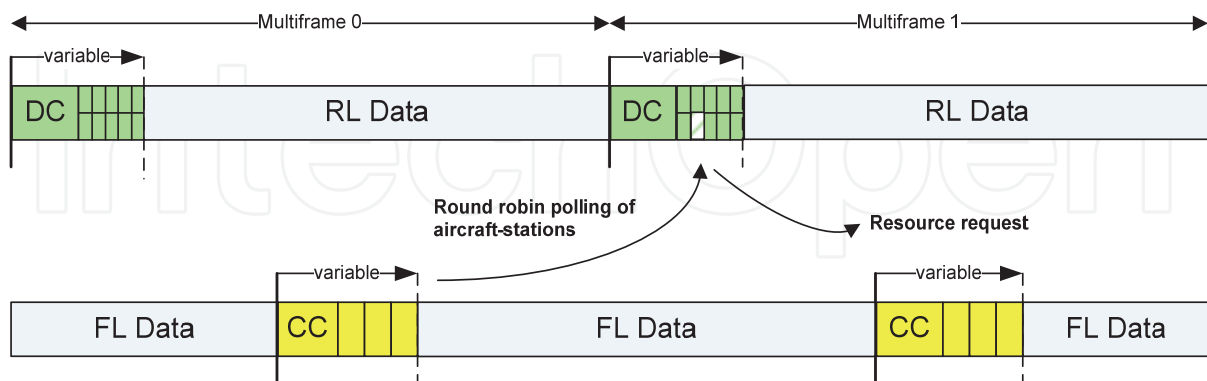 Multiframe 0 Multiframe 1
variable variable
DC RL Data DC RL Data
IntechOpen
Round robin polling of
aircraft-stations
Resource request
variable variable
FL Data CC FL Data CC FL Data